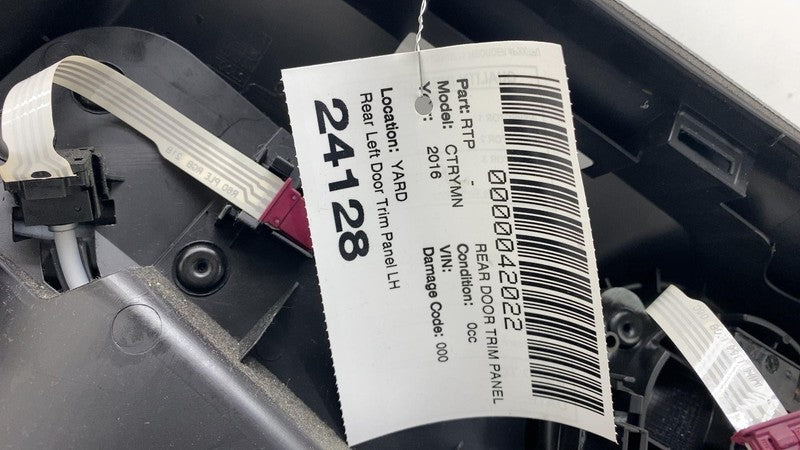 0000042022
Part: RTP - REAR DOOR TRIM PANEL
Model: CTRYMN Condition: 0cc
2016 VIN:
Damage Code: 000
Location: YARD
Rear Left Door Trim Panel LH
24128